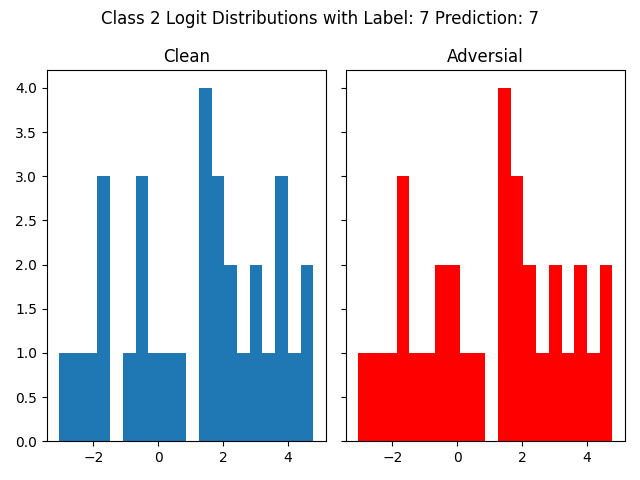 Class 2 Logit Distributions with Label: 7 Prediction: 7
Clean
Adversial
4.0
3.5
3.0
2.5
2.0
1.5
1.0
0.5
0.0
−2 0 2 4
−2 0 2 4